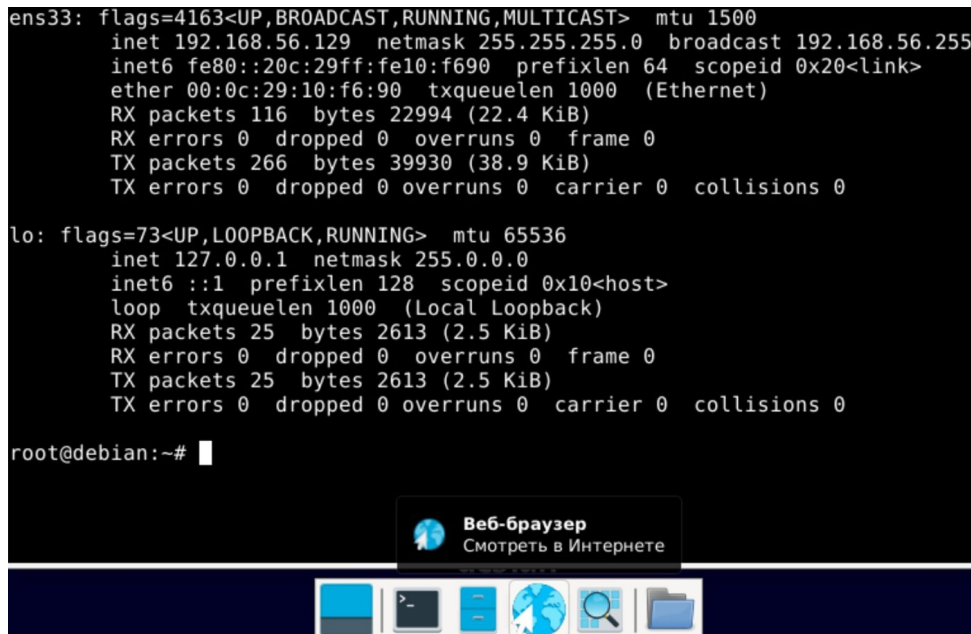 ens33: flags=4163<UP,BROADCAST,RUNNING,MULTICAST>  mtu 1500
        inet 192.168.56.129  netmask 255.255.255.0  broadcast 192.168.56.255
        inet6 fe80::20c:29ff:fe10:f690  prefixlen 64  scopeid 0x20<link>
        ether 00:0c:29:10:f6:90  txqueuelen 1000  (Ethernet)
        RX packets 116  bytes 22994 (22.4 KiB)
        RX errors 0  dropped 0  overruns 0  frame 0
        TX packets 266  bytes 39930 (38.9 KiB)
        TX errors 0  dropped 0 overruns 0  carrier 0  collisions 0
lo: flags=73<UP,LOOPBACK,RUNNING>  mtu 65536
        inet 127.0.0.1  netmask 255.0.0.0
        inet6 ::1  prefixlen 128  scopeid 0x10<host>
        loop  txqueuelen 1000  (Local Loopback)
        RX packets 25  bytes 2613 (2.5 KiB)
        RX errors 0  dropped 0  overruns 0  frame 0
        TX packets 25  bytes 2613 (2.5 KiB)
        TX errors 0  dropped 0 overruns 0  carrier 0  collisions 0
root@debian:~#
Веб-браузер
Смотреть в Интернете